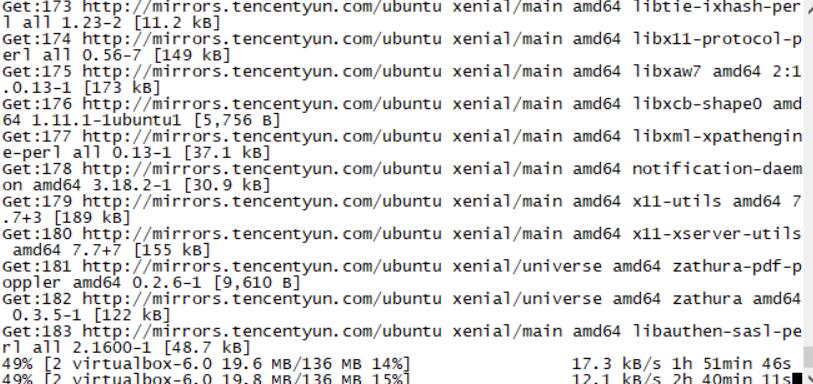 Get:173 http://mirrors.tencentyun.com/ubuntu xenial/main amd64 libtie-ixhash-per
l all 1.23-2 [11.2 kB]
Get:174 http://mirrors.tencentyun.com/ubuntu xenial/main amd64 libx11-protocol-p
erl all 0.56-7 [149 kB]
Get:175 http://mirrors.tencentyun.com/ubuntu xenial/main amd64 libxaw7 amd64 2:1
.0.13-1 [173 kB]
Get:176 http://mirrors.tencentyun.com/ubuntu xenial/main amd64 libxcb-shape0 amd
64 1.11.1-1ubuntu1 [5,756 B]
Get:177 http://mirrors.tencentyun.com/ubuntu xenial/main amd64 libxml-xpathengin
e-perl all 0.13-1 [37.1 kB]
Get:178 http://mirrors.tencentyun.com/ubuntu xenial/main amd64 notification-daem
on amd64 3.18.2-1 [30.9 kB]
Get:179 http://mirrors.tencentyun.com/ubuntu xenial/main amd64 x11-utils amd64 7
.7+3 [189 kB]
Get:180 http://mirrors.tencentyun.com/ubuntu xenial/main amd64 x11-xserver-utils
 amd64 7.7+7 [155 kB]
Get:181 http://mirrors.tencentyun.com/ubuntu xenial/universe amd64 zathura-pdf-p
oppler amd64 0.2.6-1 [9,610 B]
Get:182 http://mirrors.tencentyun.com/ubuntu xenial/universe amd64 zathura amd64
 0.3.5-1 [122 kB]
Get:183 http://mirrors.tencentyun.com/ubuntu xenial/main amd64 libauthen-sasl-pe
rl all 2.1600-1 [48.7 kB]
49% [2 virtualbox-6.0 19.6 MB/136 MB 14%] 17.3 kB/s 1h 51min 46s
49% [2 virtualbox-6.0 19.8 MB/136 MB 15%] 12.1 kB/s 2h 40min 11s